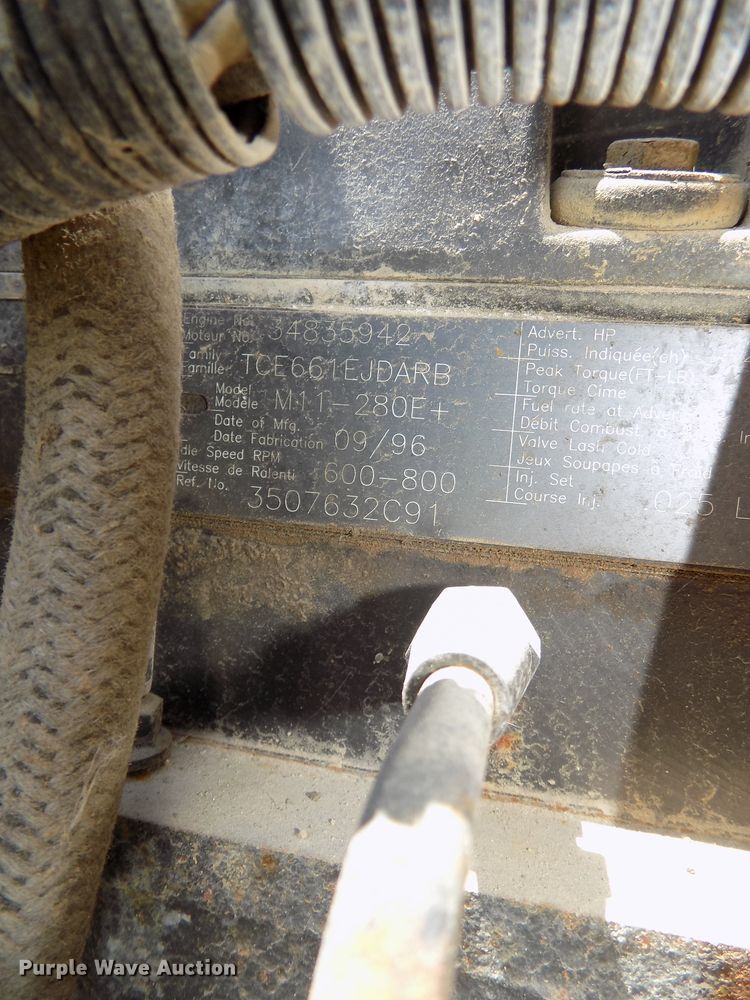 Engine No.
Moteur No. 34835942
Family
Famille TCE661EJDARB
Model
Modèle M11-280E+
Date of Mfg.
Date Fabrication 09/96
Idle Speed RPM
Vitesse de Ralenti 600-800
Ref. No. 3507632C91
Advert. HP
Puiss. Indiquée(ch)
Peak Torque(FT-LB)
Torque Cime
Fuel rate at
Débit Combust.
Valve Lash Cold
Jeux Soupapes à Froid
Inj. Set
Course Inj. .025 L
Purple Wave Auction